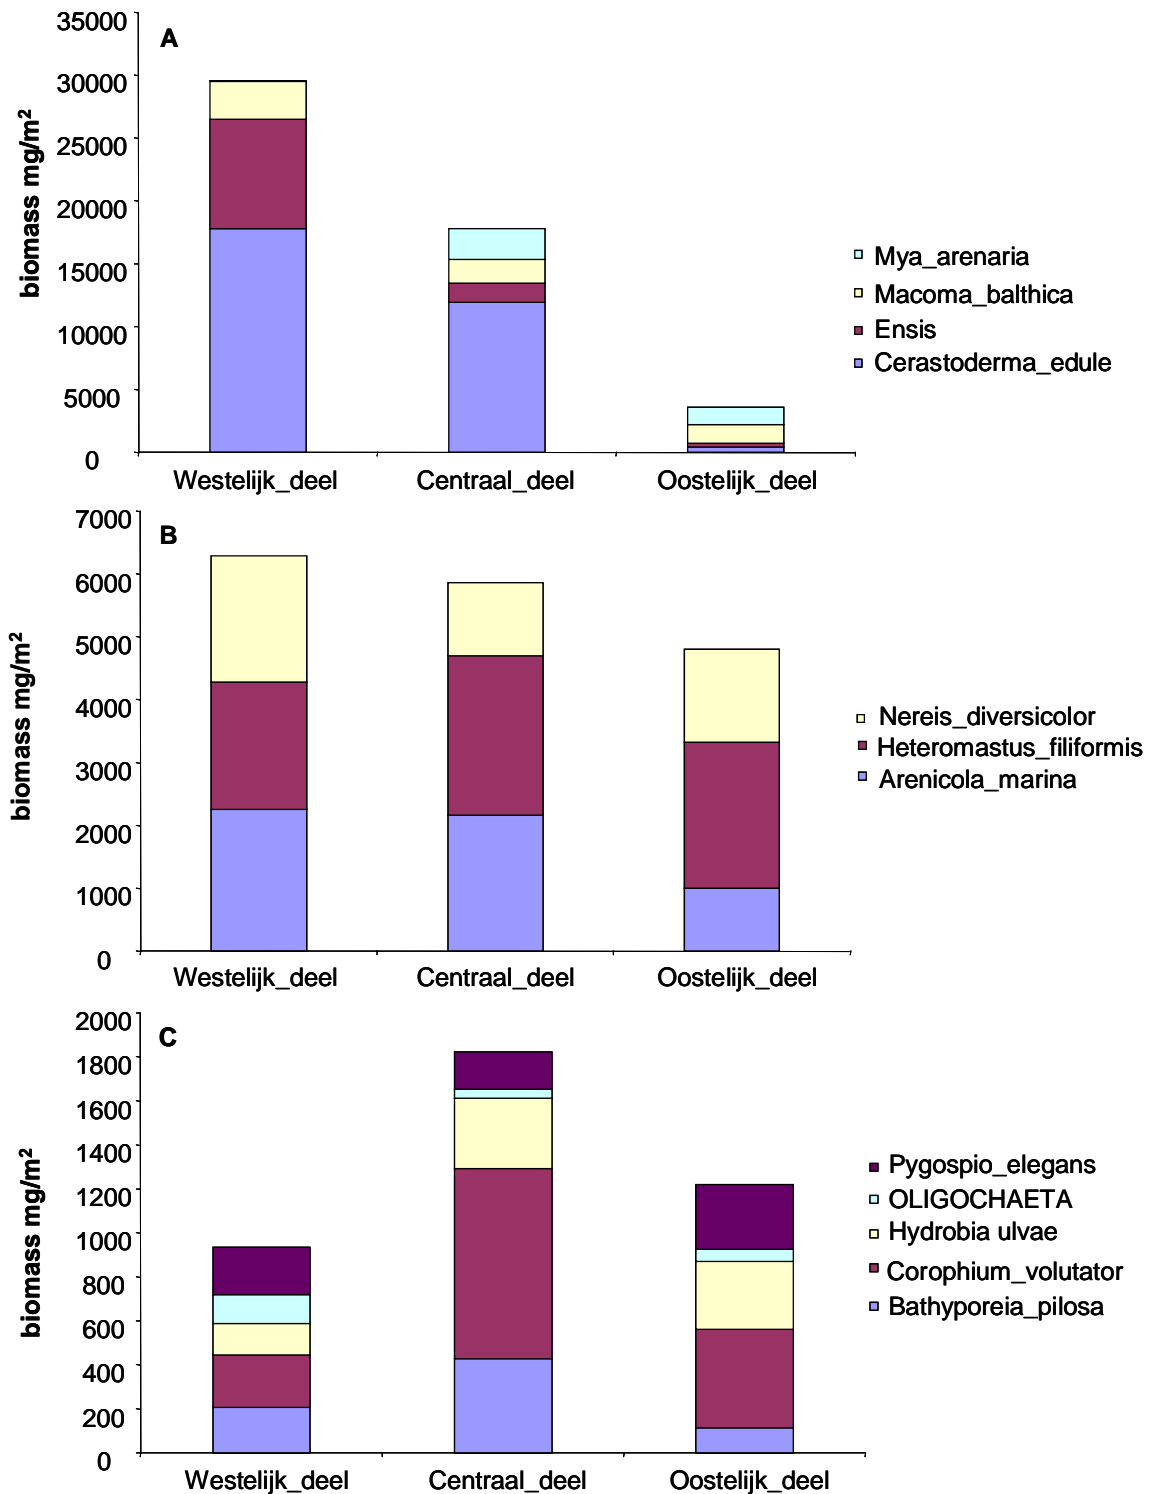 A
biomass mg/m²
35000
30000
25000
20000
15000
10000
5000
0
Westelijk_deel
Centraal_deel
Oostelijk_deel
Mya_arenaria
Macoma_balthica
Ensis
Cerastoderma_edule
B
biomass mg/m²
7000
6000
5000
4000
3000
2000
1000
0
Westelijk_deel
Centraal_deel
Oostelijk_deel
Nereis_diversicolor
Heteromastus_filiformis
Arenicola_marina
C
biomass mg/m²
2000
1800
1600
1400
1200
1000
800
600
400
200
0
Westelijk_deel
Centraal_deel
Oostelijk_deel
Pygospio_elegans
OLIGOCHAETA
Hydrobia ulvae
Corophium_volutator
Bathyporeia_pilosa